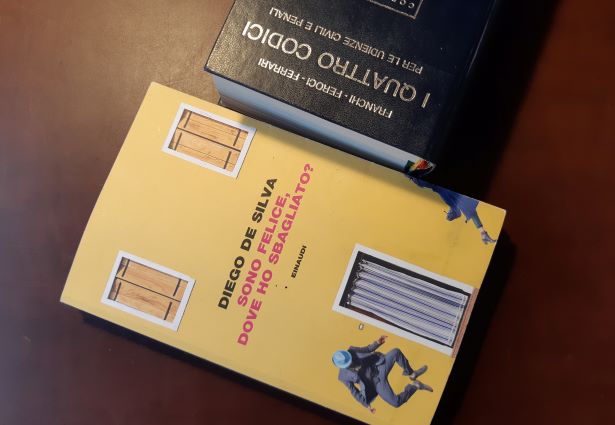 FRANCHI - FEROCI - FERRARI
I QUATTRO CODICI
PER LE UDIENZE CIVILI E PENALI
DIEGO DE SILVA
SONO FELICE,
DOVE HO SBAGLIATO?
EINAUDI